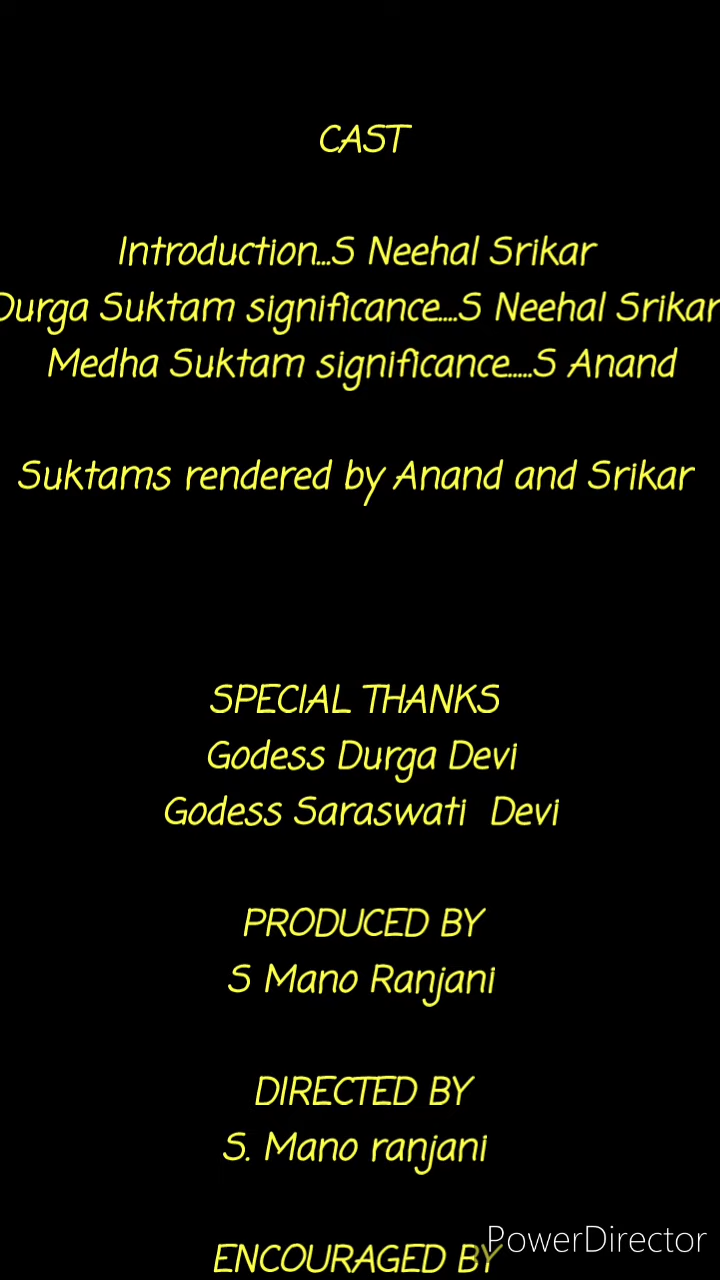 CAST
Introduction...S Neehal Srikar
Durga Suktam significance....S Neehal Srikar
Medha Suktam significance.....S Anand
Suktams rendered by Anand and Srikar
SPECIAL THANKS
Godess Durga Devi
Godess Saraswati Devi
PRODUCED BY
S Mano Ranjani
DIRECTED BY
S. Mano ranjani
ENCOURAGED BY
PowerDirector